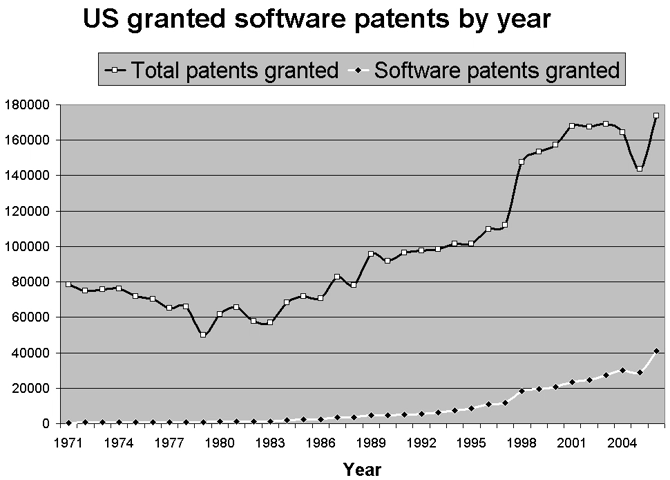 US granted software patents by year
Total patents granted Software patents granted
180000
160000
140000
120000
100000
80000
60000
40000
20000
0
1971 1974 1977 1980 1983 1986 1989 1992 1995 1998 2001 2004
Year